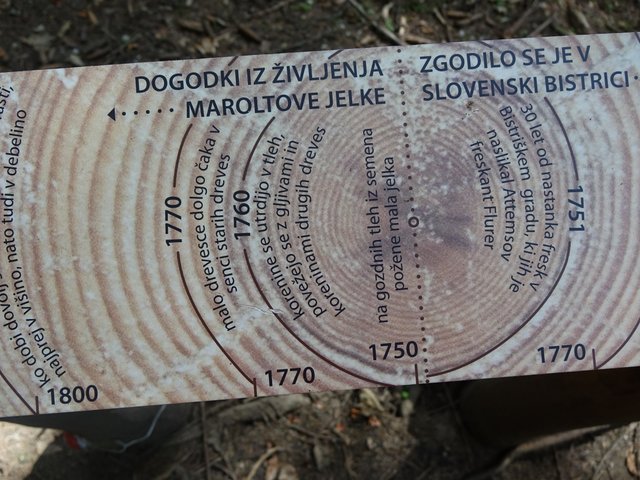 DOGODKI IZ ŽIVLJENJA
MAROLTOVE JELKE
ZGODILO SE JE V
SLOVENSKI BISTRICI
ko dobi dovolj
najprej v višino, nato tudi v debelino
1770
malo drevesce dolgo čaka v
senci starih dreves
1760
korenine se utrdijo v tleh,
povežejo se z gljivami in
koreninami drugih dreves
na gozdnih tleh iz semena
požene mala jelka
30 let od nastanka fresk v
Bistriškem gradu, ki jih je
naslikal Attemsov
freskant Flurer
1751
1800
1770
1750
1770